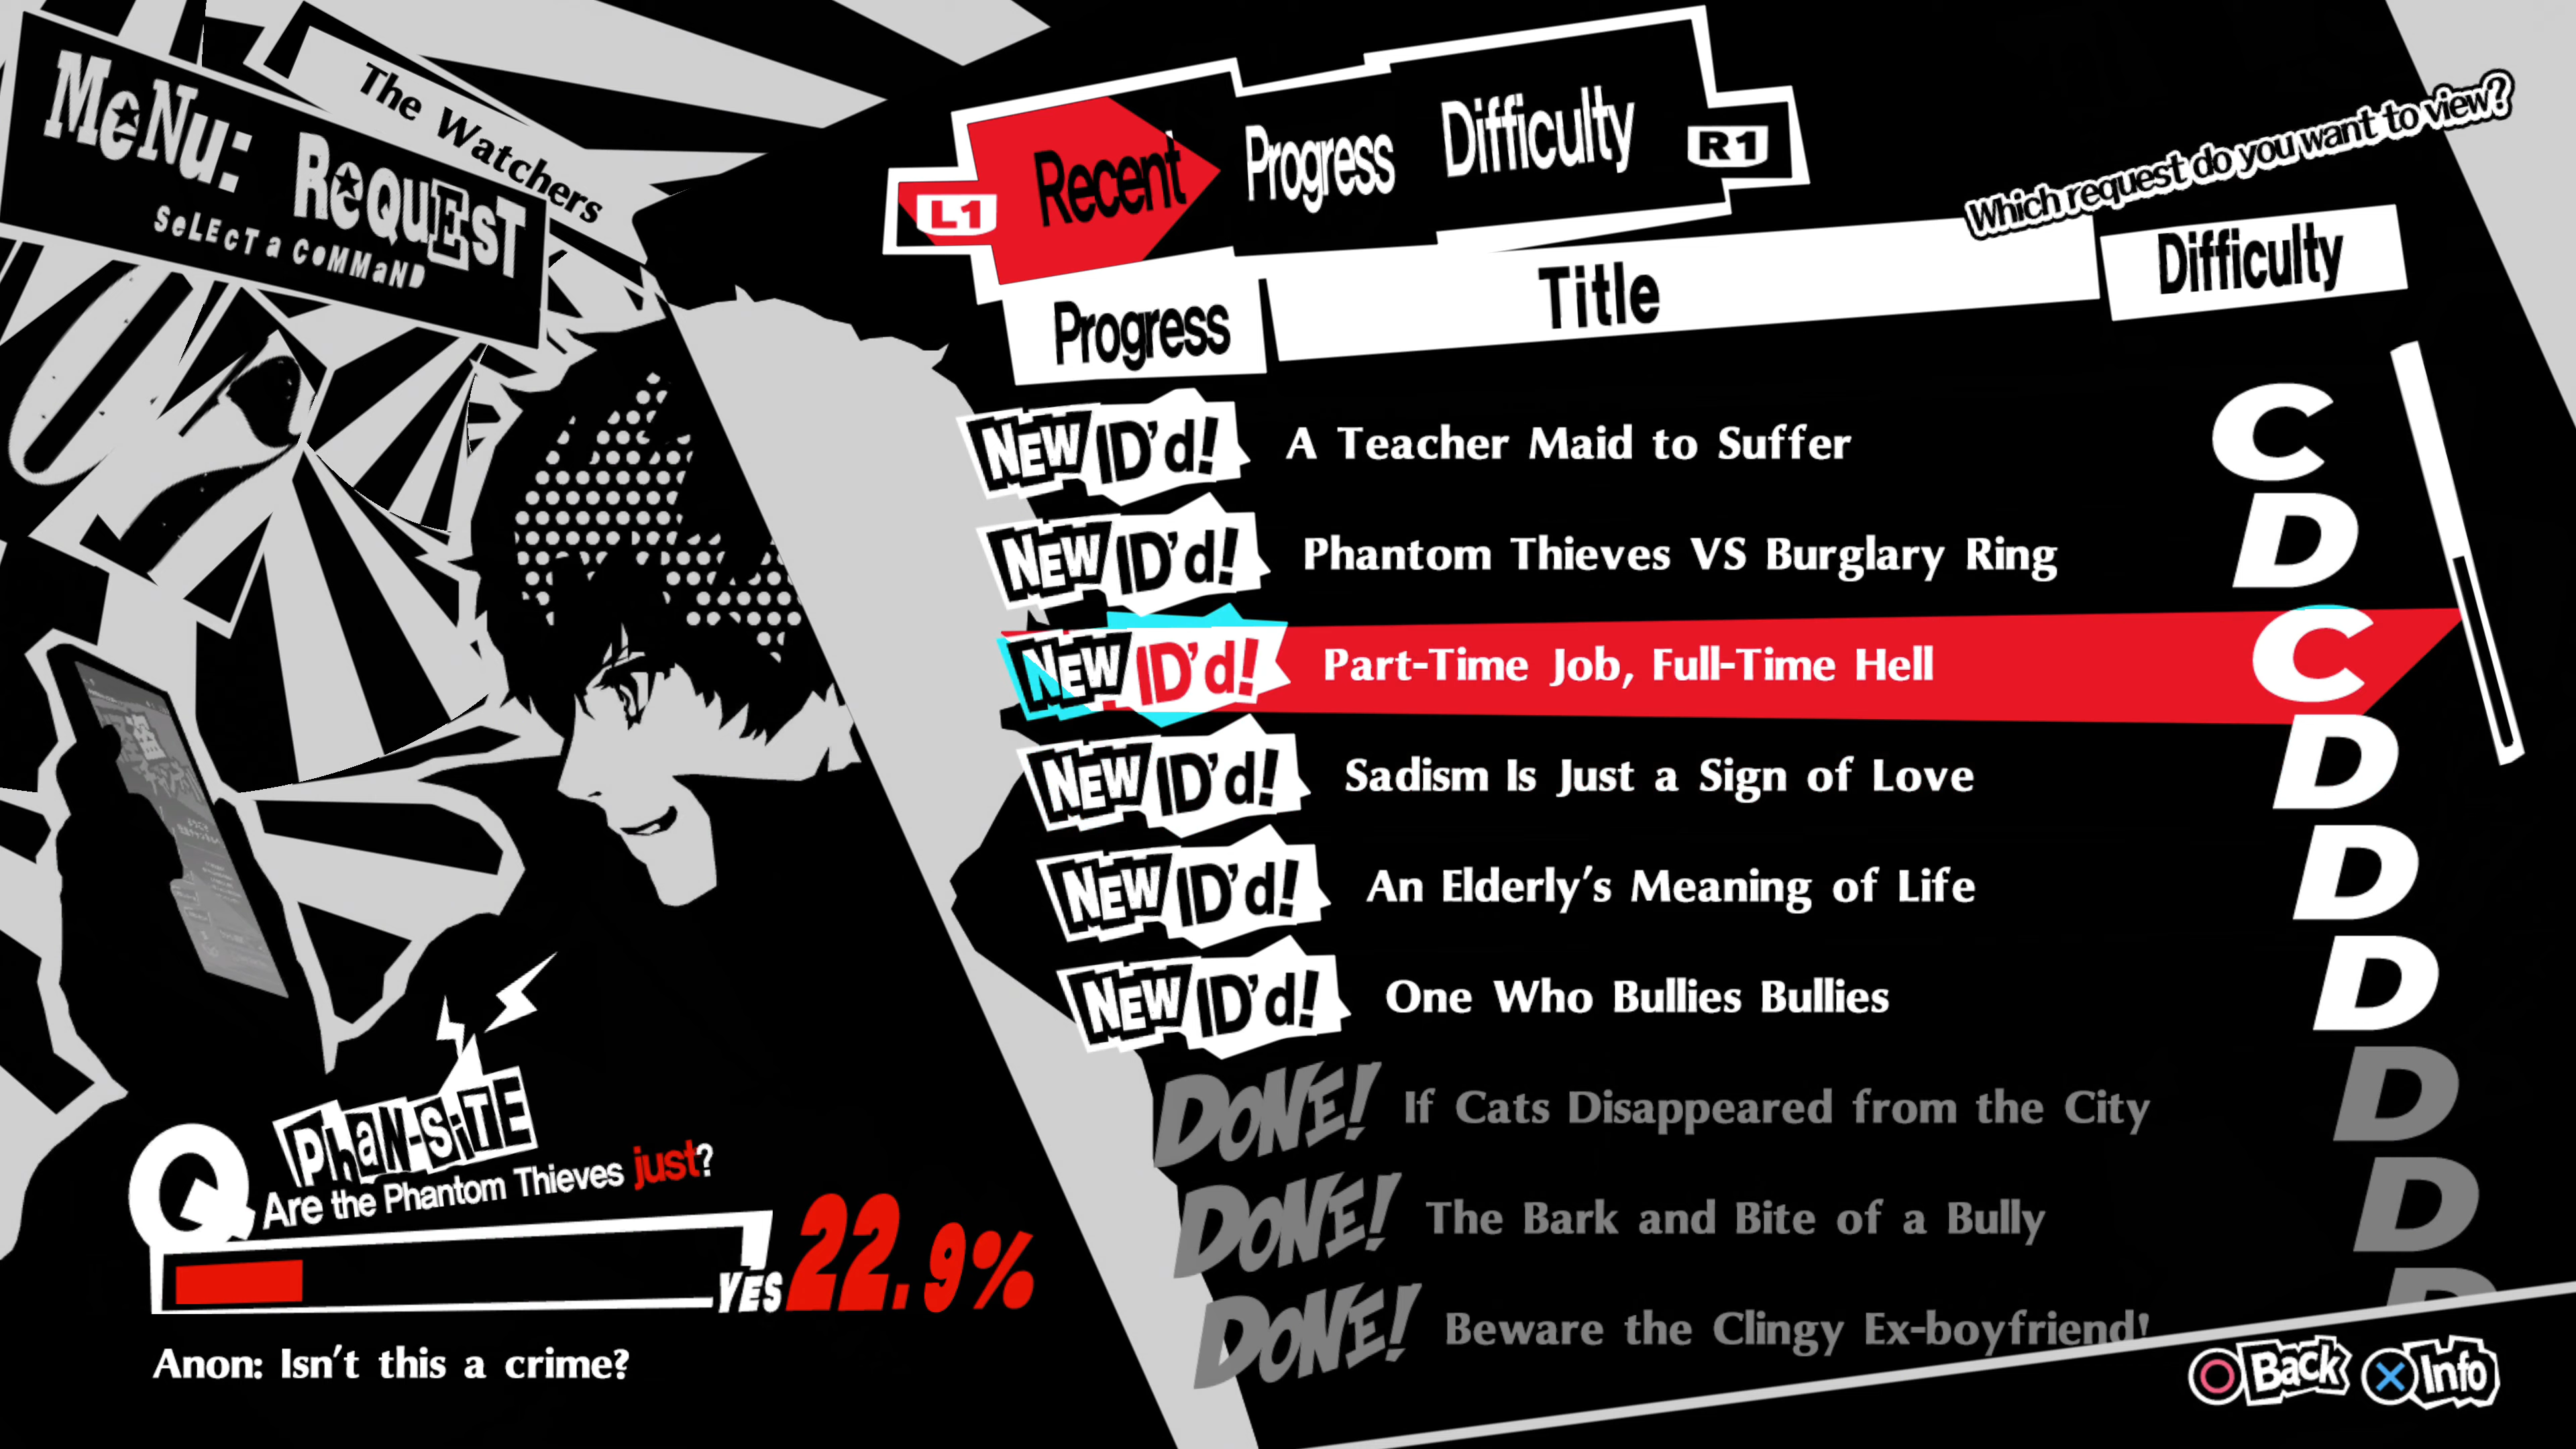 The Watchers
MeNu: ReQUEST
SeLEcT a CoMMaND
L1 Recent Progress Difficulty R1
Which request do you want to view?
Progress Title Difficulty
NEW ID'd! A Teacher Maid to Suffer C
NEW ID'd! Phantom Thieves VS Burglary Ring D
NEW ID'd! Part-Time Job, Full-Time Hell C
NEW ID'd! Sadism Is Just a Sign of Love D
NEW ID'd! An Elderly's Meaning of Life D
NEW ID'd! One Who Bullies Bullies D
DONE! If Cats Disappeared from the City D
DONE! The Bark and Bite of a Bully D
DONE! Beware the Clingy Ex-boyfriend! D
PhaN-SiTE
Q Are the Phantom Thieves just?
YES 22.9%
Anon: Isn't this a crime?
Back Info